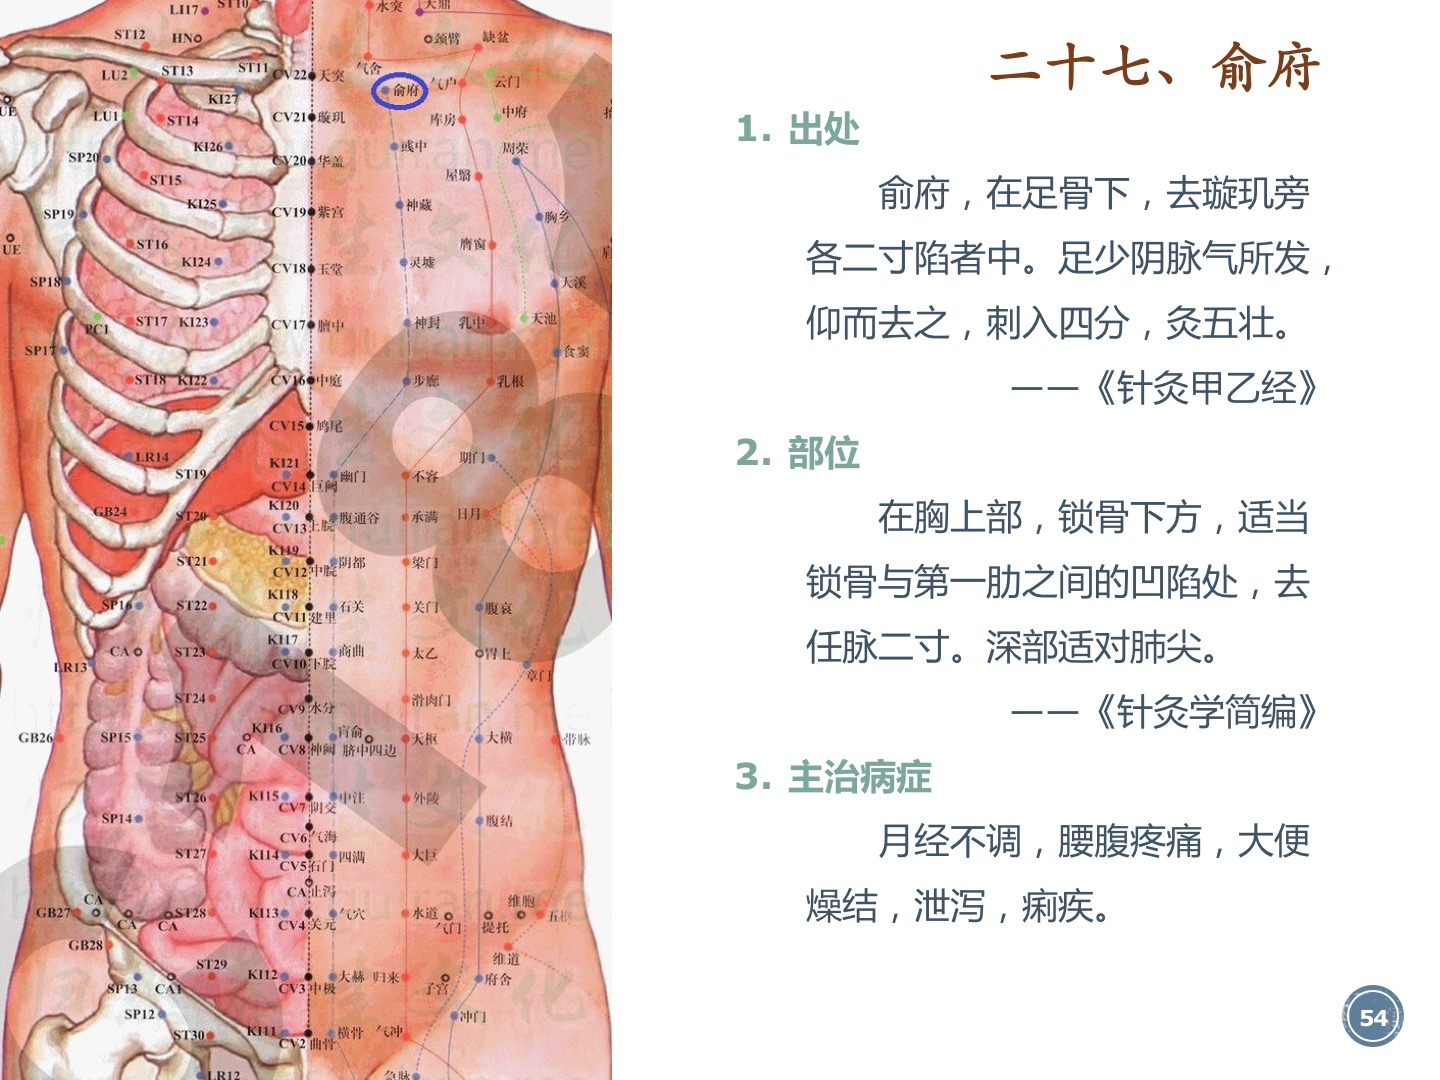 二十七、俞府
1. 出处
俞府，在足骨下，去璇玑旁
各二寸陷者中。足少阴脉气所发，
仰而去之，刺入四分，灸五壮。
——《针灸甲乙经》
2. 部位
在胸上部，锁骨下方，适当
锁骨与第一肋之间的凹陷处，去
任脉二寸。深部适对肺尖。
——《针灸学简编》
3. 主治病症
月经不调，腰腹疼痛，大便
燥结，泄泻，痢疾。
54
LI17 ST10 水突 大鼎
ST12 HN 颈臂 缺盆
LU2 ST13 ST11 CV22 天突 气舍 气户 云门
KI27 俞府
LU1 ST14 CV21 璇玑 库房 中府
UE
SP20 KI26 CV20 华盖 彧中 周荣
ST15 屋翳
SP19 KI25 CV19 紫宫 神藏 胸乡
UE ST16 膺窗
KI24 CV18 玉堂 灵墟
SP18 天溪
PC1 ST17 KI23 CV17 膻中 神封 乳中 天池
SP17 食窦
ST18 KI22 CV16 中庭 步廊 乳根
CV15 鸠尾
LR14 KI21 期门
ST19 CV14 巨阙 幽门 不容
GB24 ST20 KI20 CV13 上脘 腹通谷 承满 日月
ST21 KI19 CV12 中脘 阴都 梁门
SP16 ST22 KI18 CV11 建里 石关 关门 腹哀
CA ST23 KI17 CV10 下脘 商曲 太乙 胃上
LR13 章门
ST24 CV9 水分 滑肉门
GB26 SP15 ST25 CA KI16 CV8 神阙 肓俞 脐中四边 天枢 大横 带脉
ST26 KI15 CV7 阴交 中注 外陵
SP14 CV6 气海 腹结
ST27 KI14 CV5 石门 四满 大巨
CA 止泻
GB27 CA CA CA ST28 KI13 CV4 关元 气穴 水道 气门 提托 维胞 五枢
GB28 维道
SP13 CA1 ST29 KI12 CV3 中极 大赫 归来 子宫 府舍
SP12 冲门
ST30 KI11 CV2 曲骨 横骨 气冲
LR12 急脉